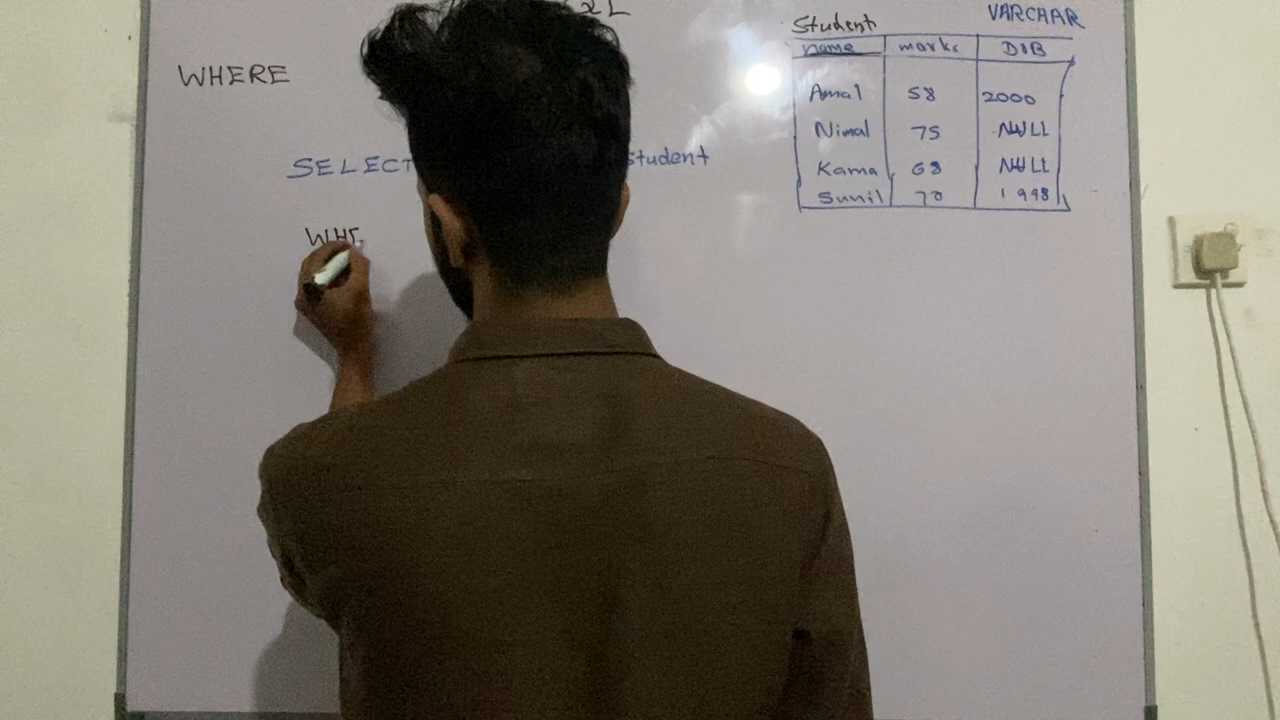 WHERE
SELECT student
WHE
Student VARCHAR
name marks DOB
Amal 58 2000
Nimal 75 NULL
Kama 68 NULL
Sunil 70 1998